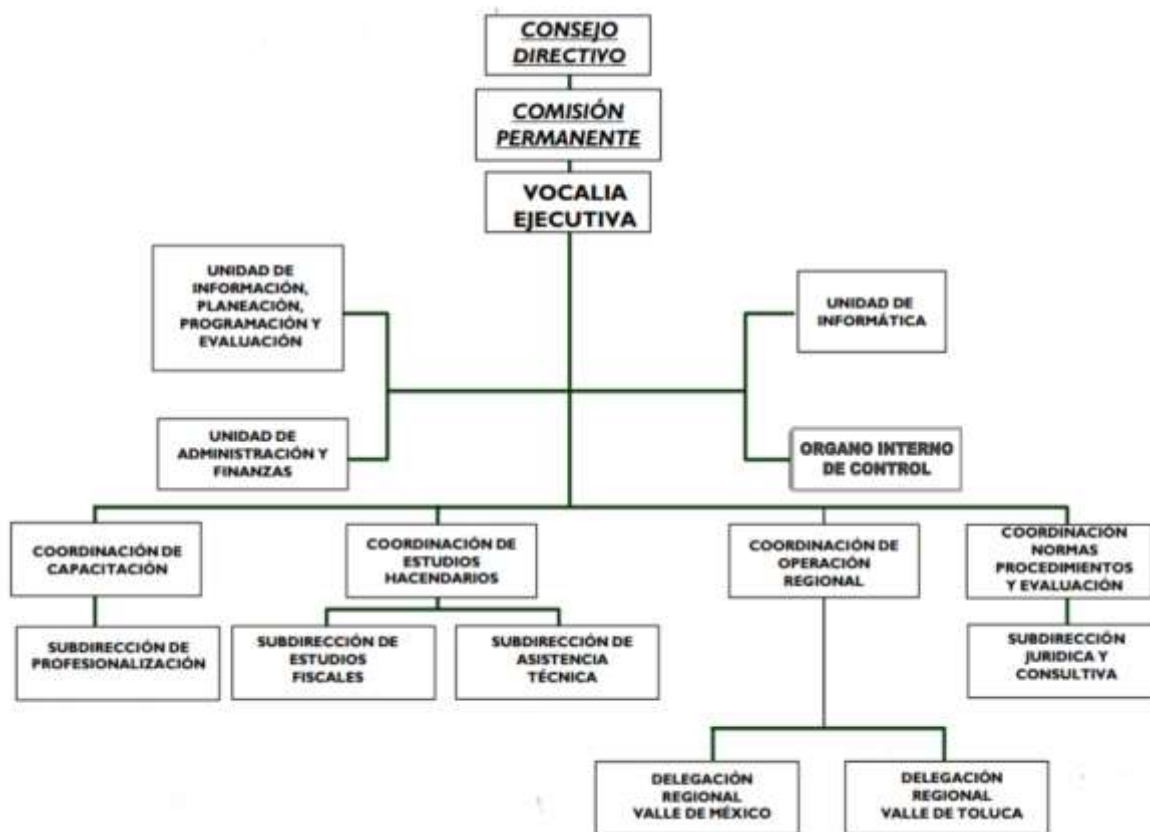 CONSEJO
DIRECTIVO
COMISIÓN
PERMANENTE
VOCALIA
EJECUTIVA
UNIDAD DE
INFORMACIÓN,
PLANEACIÓN,
PROGRAMACIÓN Y
EVALUACIÓN
UNIDAD DE
INFORMÁTICA
UNIDAD DE
ADMINISTRACIÓN Y
FINANZAS
ORGANO INTERNO
DE CONTROL
COORDINACIÓN DE
CAPACITACIÓN
COORDINACIÓN DE
ESTUDIOS
HACENDARIOS
COORDINACIÓN DE
OPERACIÓN
REGIONAL
COORDINACIÓN
NORMAS
PROCEDIMIENTOS
Y EVALUACIÓN
SUBDIRECCIÓN DE
PROFESIONALIZACIÓN
SUBDIRECCIÓN DE
ESTUDIOS
FISCALES
SUBDIRECCIÓN DE
ASISTENCIA
TÉCNICA
SUBDIRECCIÓN
JURIDICA Y
CONSULTIVA
DELEGACIÓN
REGIONAL
VALLE DE MÉXICO
DELEGACIÓN
REGIONAL
VALLE DE TOLUCA